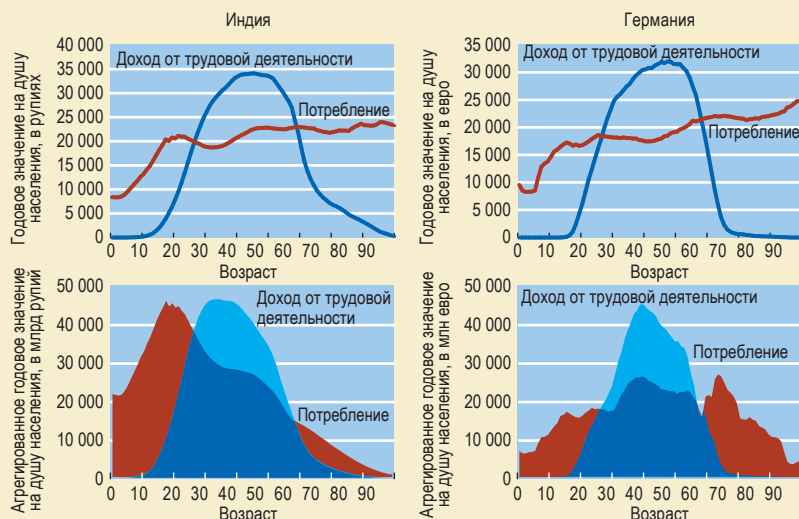 Индия
Годовое значение на душу
населения, в рупиях
40 000
35 000
30 000
25 000
20 000
15 000
10 000
5 000
0
Доход от трудовой деятельности
Потребление
0 10 20 30 40 50 60 70 80 90
Возраст
Германия
Годовое значение на душу
населения, в евро
35 000
30 000
25 000
20 000
15 000
10 000
5 000
0
Доход от трудовой деятельности
Потребление
0 10 20 30 40 50 60 70 80 90
Возраст
Агрегированное годовое значение
на душу населения, в млрд рупий
50 000
40 000
30 000
20 000
10 000
0
Доход от трудовой
деятельности
Потребление
0 10 20 30 40 50 60 70 80 90
Возраст
Агрегированное годовое значение
на душу населения, в млн евро
50 000
40 000
30 000
20 000
10 000
0
Доход от трудовой деятельности
Потребление
0 10 20 30 40 50 60 70 80 90
Возраст